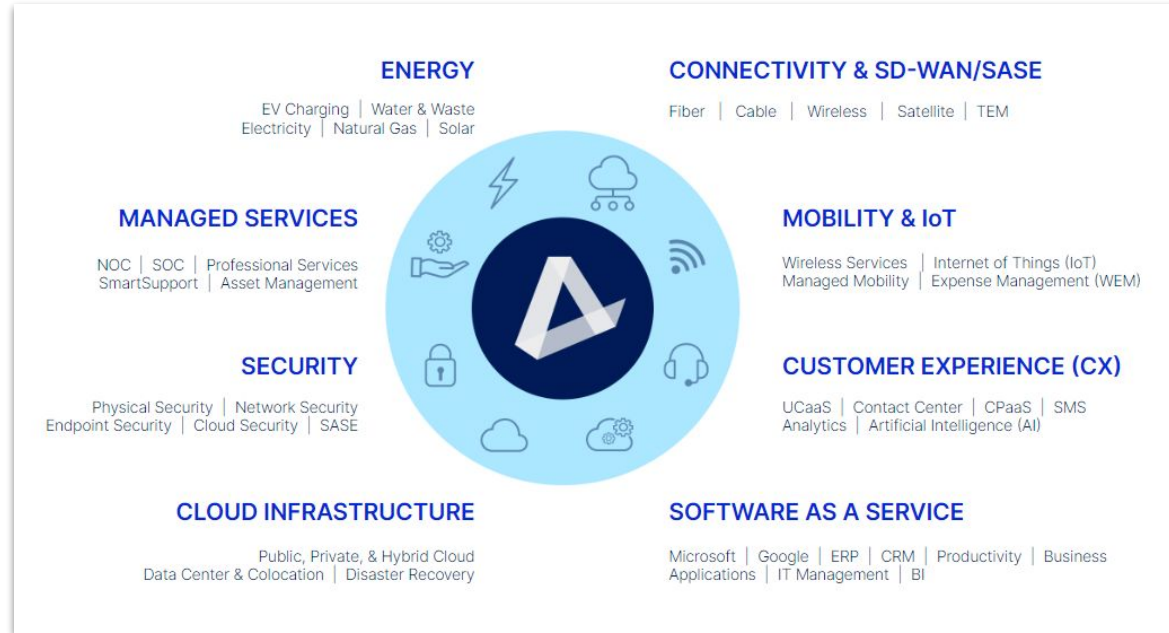 ENERGY
EV Charging | Water & Waste
Electricity | Natural Gas | Solar
CONNECTIVITY & SD-WAN/SASE
Fiber | Cable | Wireless | Satellite | TEM
MANAGED SERVICES
NOC | SOC | Professional Services
SmartSupport | Asset Management
MOBILITY & IoT
Wireless Services | Internet of Things (IoT)
Managed Mobility | Expense Management (WEM)
SECURITY
Physical Security | Network Security
Endpoint Security | Cloud Security | SASE
CUSTOMER EXPERIENCE (CX)
UCaaS | Contact Center | CPaaS | SMS
Analytics | Artificial Intelligence (AI)
CLOUD INFRASTRUCTURE
Public, Private, & Hybrid Cloud
Data Center & Colocation | Disaster Recovery
SOFTWARE AS A SERVICE
Microsoft | Google | ERP | CRM | Productivity | Business
Applications | IT Management | BI